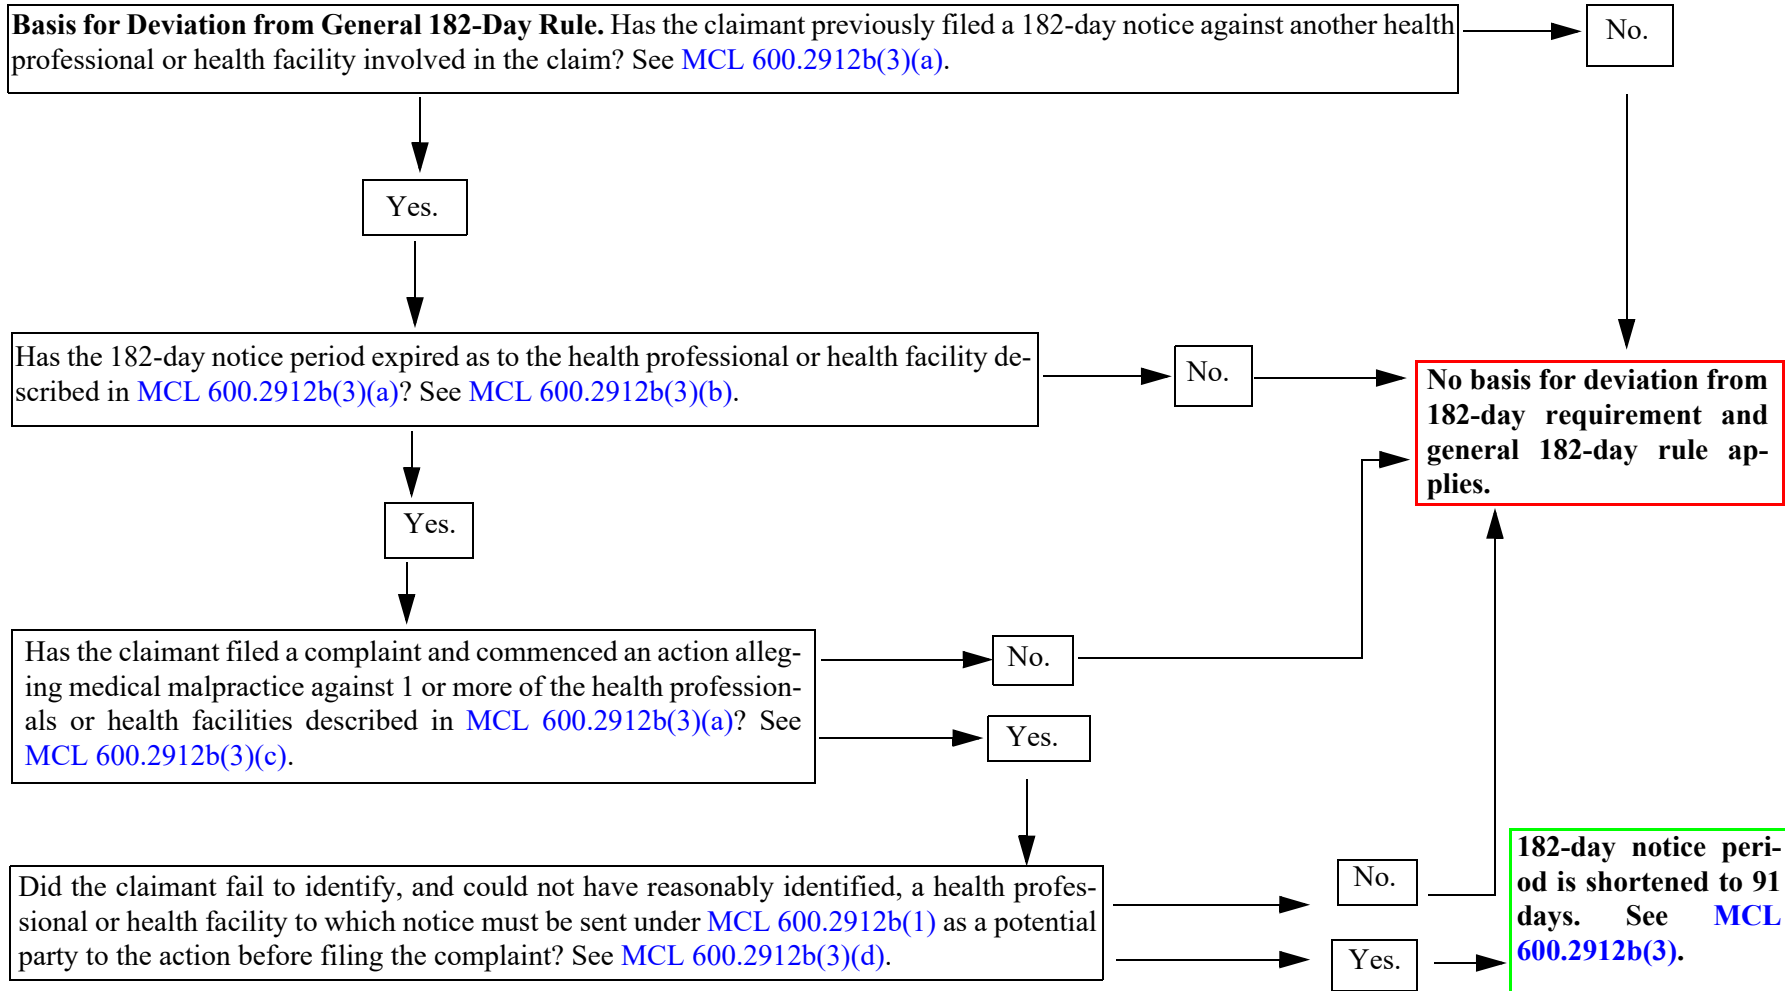 Basis for Deviation from General 182-Day Rule. Has the claimant previously filed a 182-day notice against another health
professional or health facility involved in the claim? See MCL 600.2912b(3)(a).
No.
Yes.
Has the 182-day notice period expired as to the health professional or health facility de-
scribed in MCL 600.2912b(3)(a)? See MCL 600.2912b(3)(b).
No.
No basis for deviation from
182-day requirement and
general 182-day rule ap-
plies.
Yes.
Has the claimant filed a complaint and commenced an action alleg-
ing medical malpractice against 1 or more of the health profession-
als or health facilities described in MCL 600.2912b(3)(a)? See
MCL 600.2912b(3)(c).
No.
Yes.
Did the claimant fail to identify, and could not have reasonably identified, a health profes-
sional or health facility to which notice must be sent under MCL 600.2912b(1) as a potential
party to the action before filing the complaint? See MCL 600.2912b(3)(d).
No.
Yes.
182-day notice peri-
od is shortened to 91
days. See MCL
600.2912b(3).